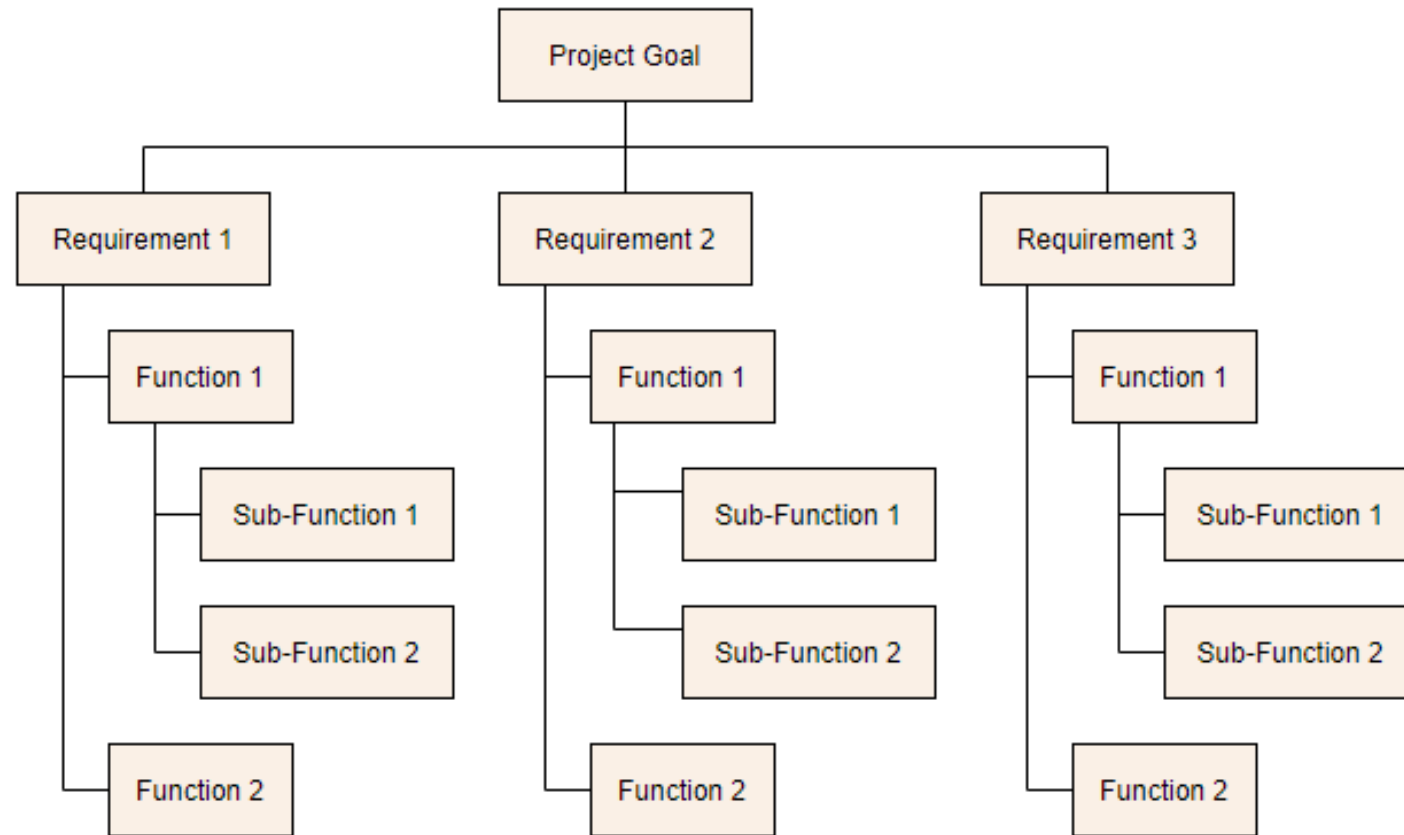 Project Goal
Requirement 1
Requirement 2
Requirement 3
Function 1
Function 1
Function 1
Sub-Function 1
Sub-Function 1
Sub-Function 1
Sub-Function 2
Sub-Function 2
Sub-Function 2
Function 2
Function 2
Function 2